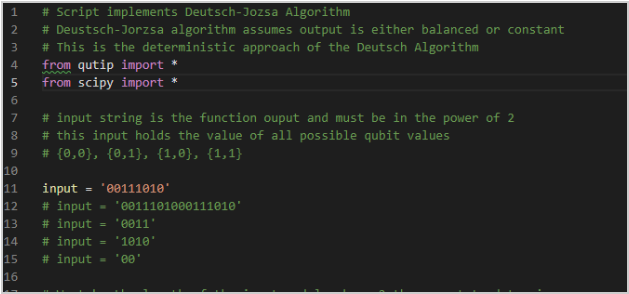 1 # Script implements Deutsch-Jozsa Algorithm
2 # Deustsch-Jorzsa algorithm assumes output is either balanced or constant
3 # This is the deterministic approach of the Deutsch Algorithm
4 from qutip import *
5 from scipy import *
6
7 # input string is the function ouput and must be in the power of 2
8 # this input holds the value of all possible qubit values
9 # {0,0}, {0,1}, {1,0}, {1,1}
10
11 input = '00111010'
12 # input = '0011101000111010'
13 # input = '0011'
14 # input = '1010'
15 # input = '00'
16
17